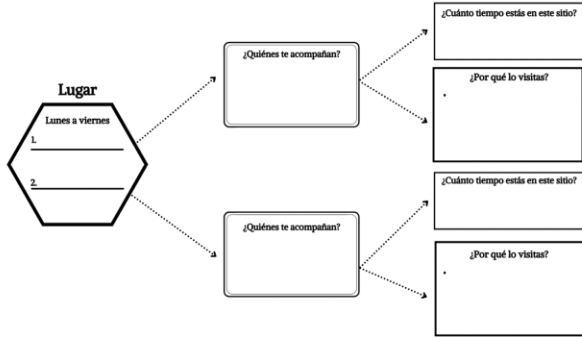 Lugar
Lunes a viernes
1.
2.
¿Quiénes te acompañan?
¿Cuánto tiempo estás en este sitio?
¿Por qué lo visitas?
¿Quiénes te acompañan?
¿Cuánto tiempo estás en este sitio?
¿Por qué lo visitas?